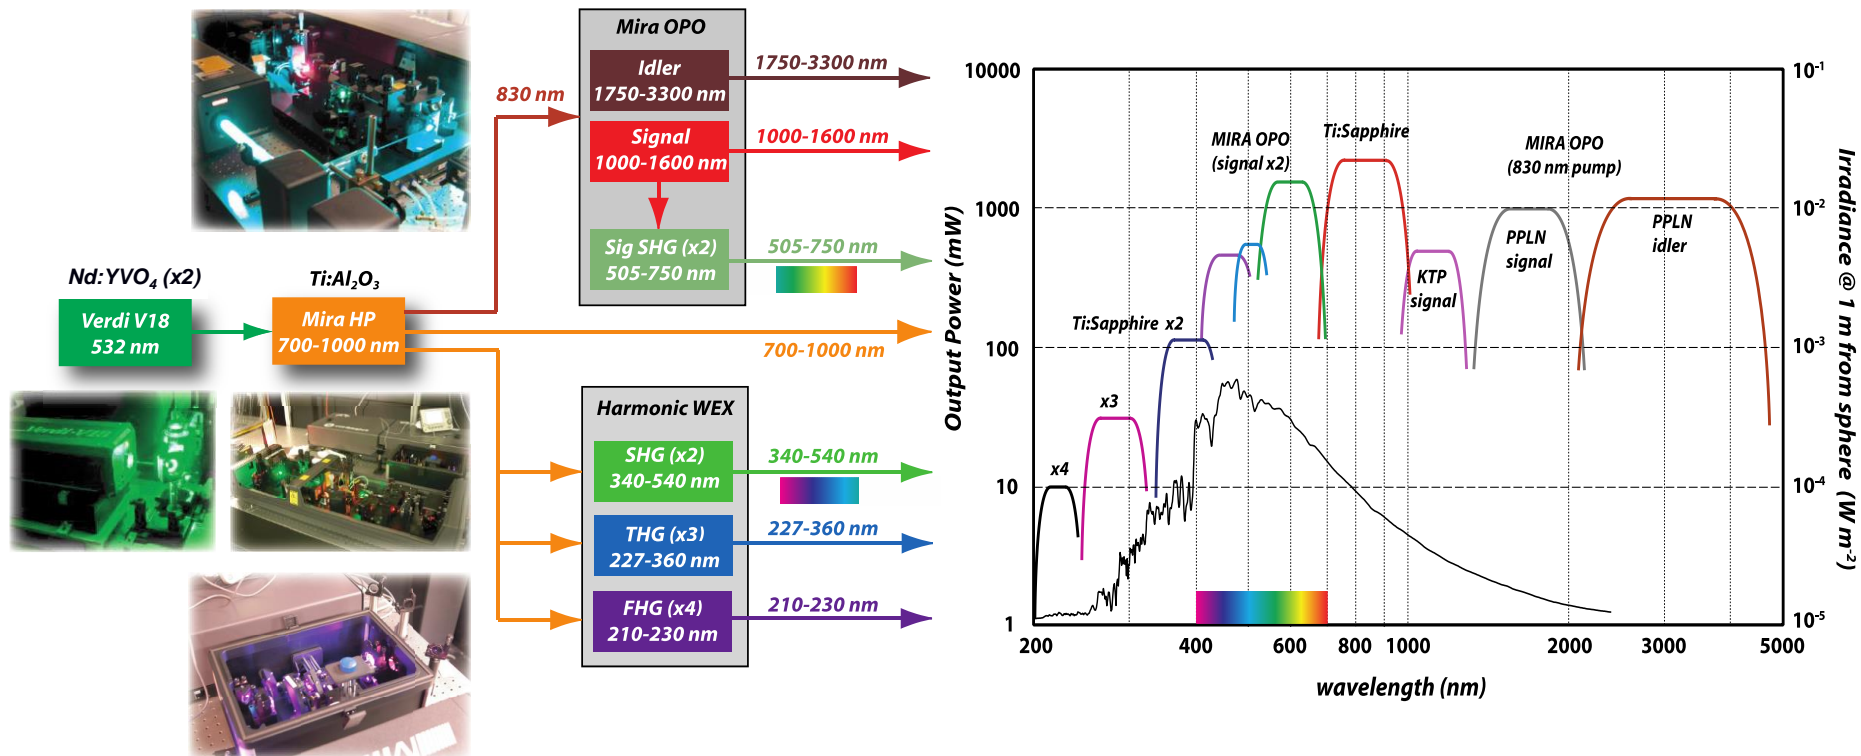 Mira OPO
Idler
1750-3300 nm
1750-3300 nm
830 nm
Signal
1000-1600 nm
1000-1600 nm
Sig SHG (x2)
505-750 nm
505-750 nm
Nd:YVO4 (x2)
Verdi V18
532 nm
Ti:Al2O3
Mira HP
700-1000 nm
700-1000 nm
Harmonic WEX
SHG (x2)
340-540 nm
340-540 nm
THG (x3)
227-360 nm
227-360 nm
FHG (x4)
210-230 nm
210-230 nm
Verdi-V18
Output Power (mW)
10000
1000
100
10
1
MIRA OPO
(signal x2)
Ti:Sapphire
MIRA OPO
(830 nm pump)
PPLN
signal
PPLN
idler
KTP
signal
Ti:Sapphire x2
x3
x4
10-1
10-2
10-3
10-4
10-5
Irradiance @ 1 m from sphere (W m-2)
200
400
600
800
1000
2000
3000
5000
wavelength (nm)